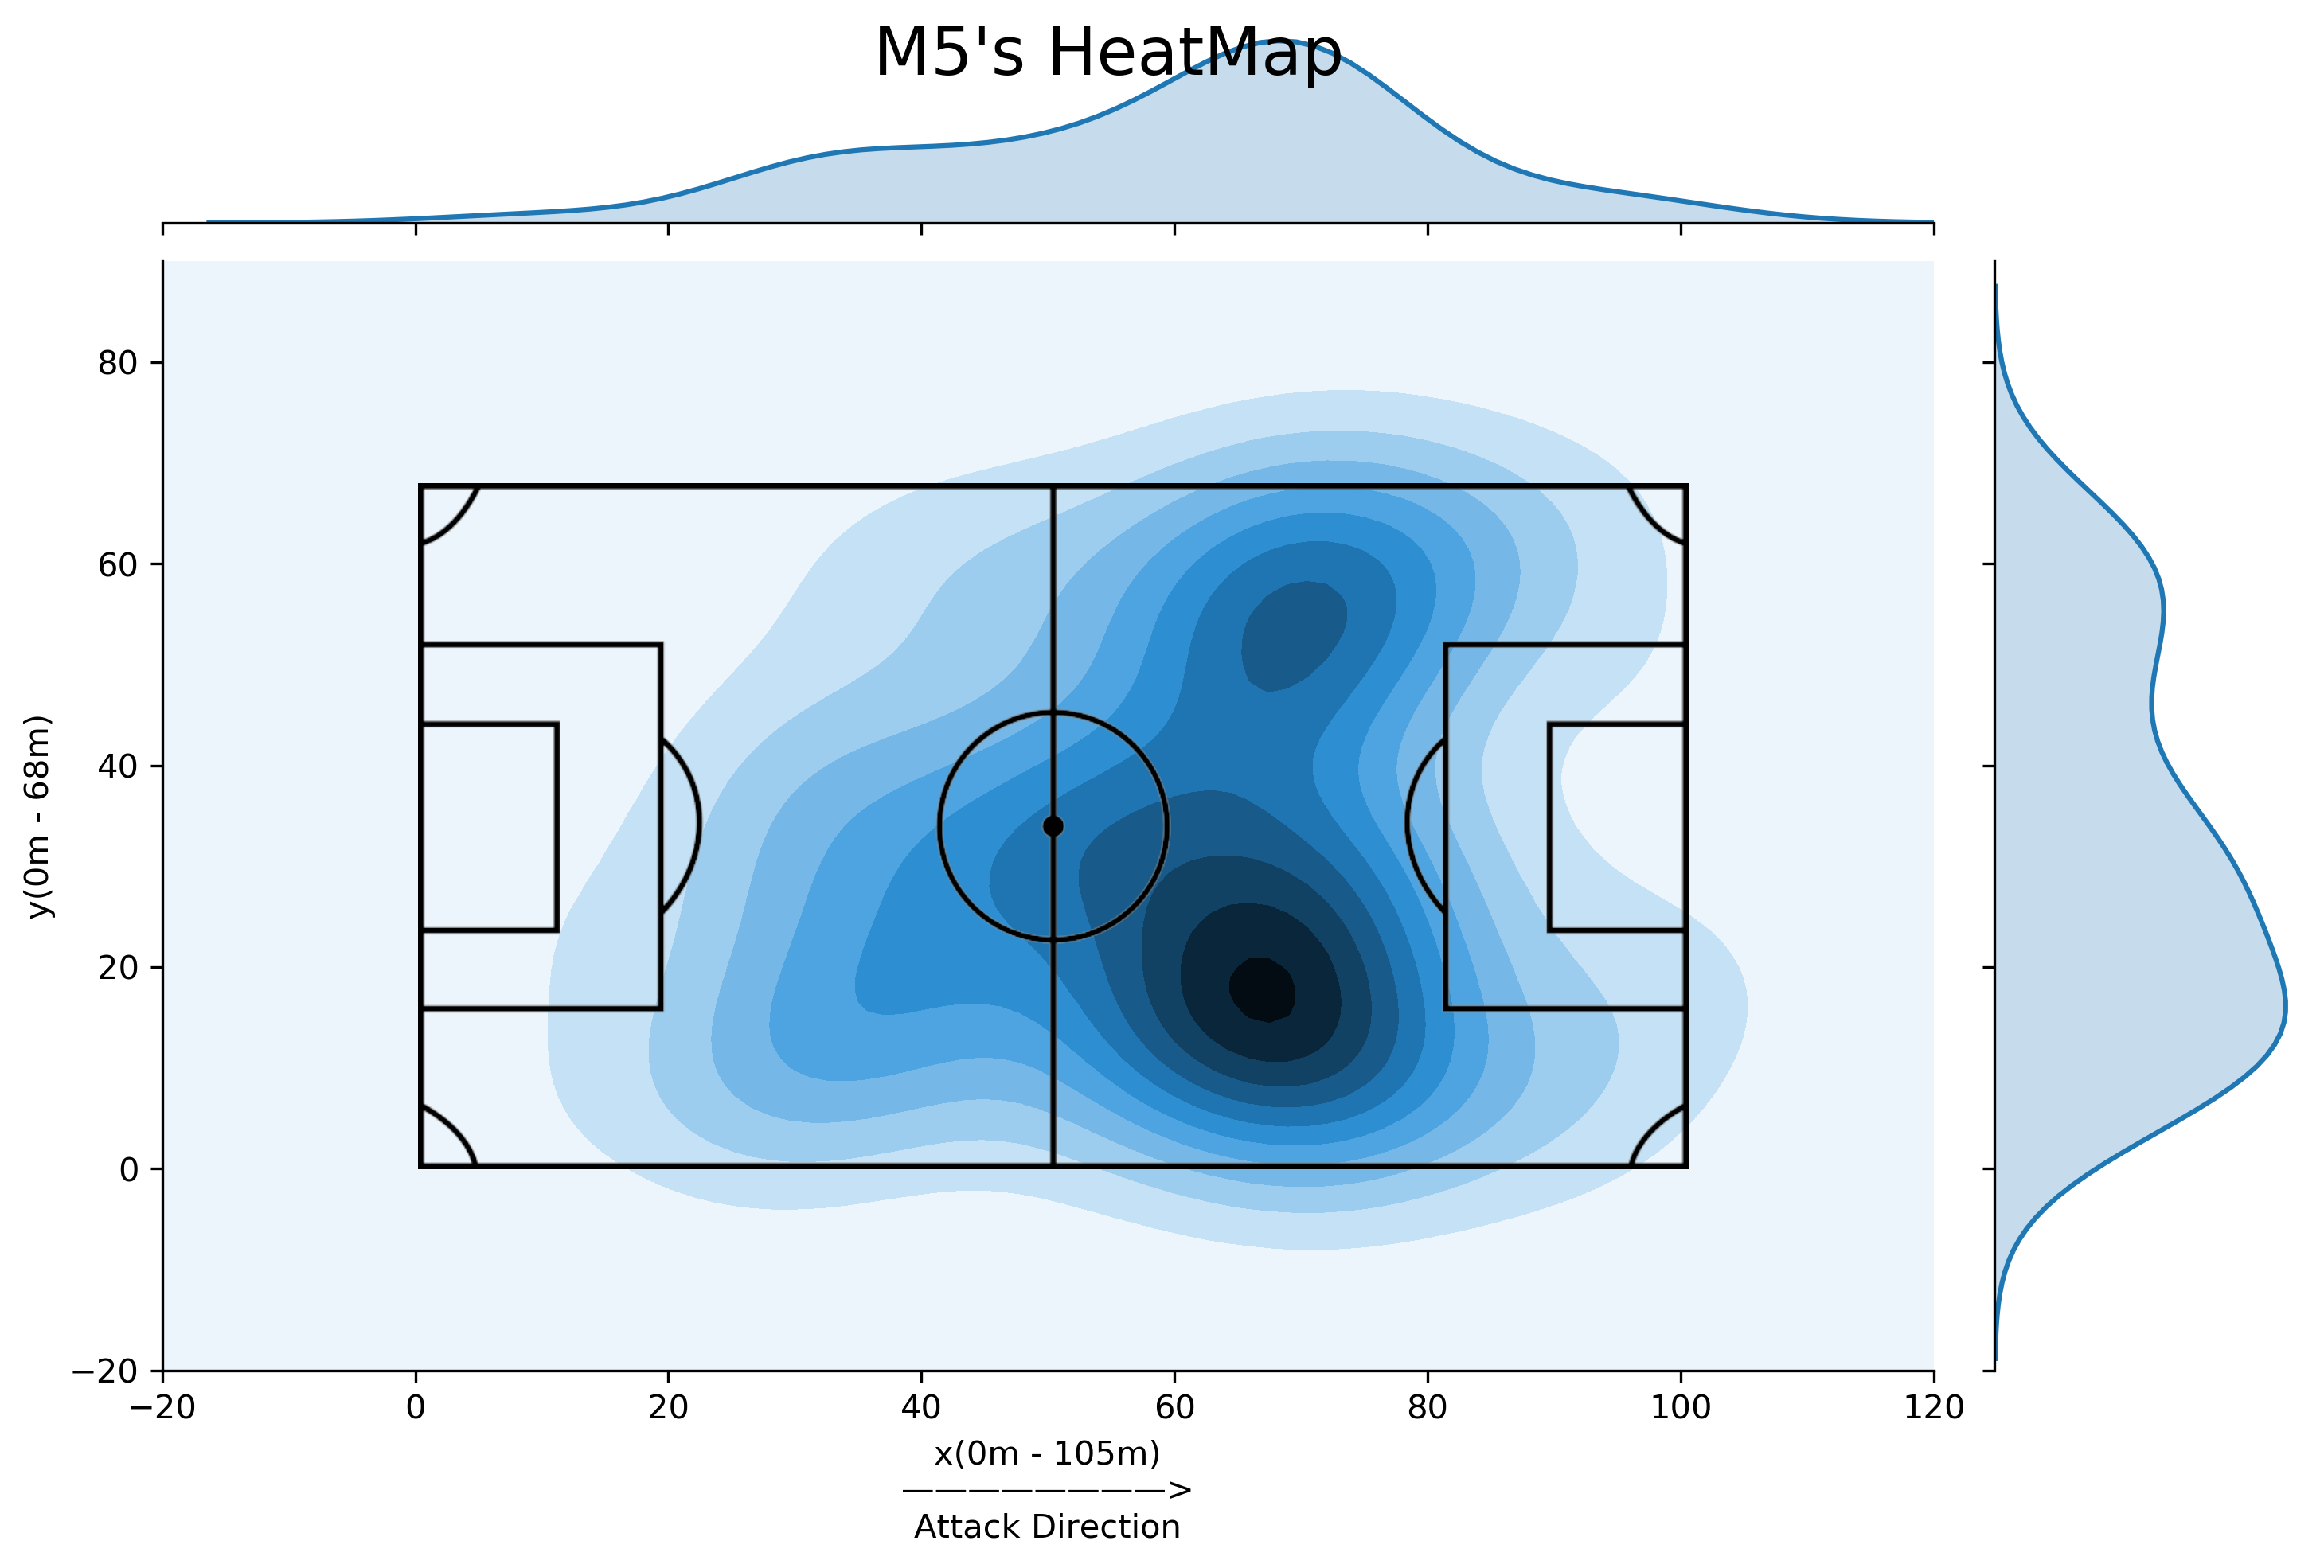 M5's HeatMap
80
60
40
20
0
−20
y(0m - 68m)
−20 0 20 40 60 80 100 120
x(0m - 105m)
————————>
Attack Direction